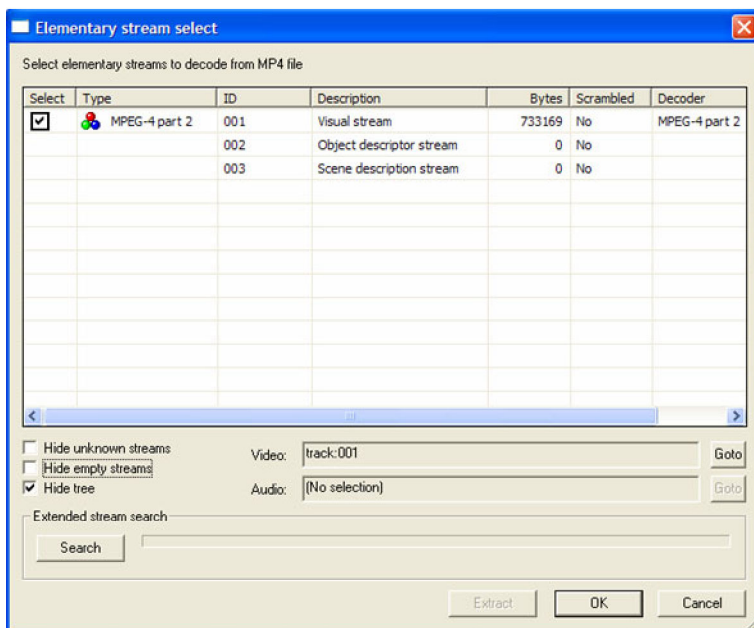 Elementary stream select
Select elementary streams to decode from MP4 file
Select Type ID Description Bytes Scrambled Decoder
MPEG-4 part 2 001 Visual stream 733169 No MPEG-4 part 2
002 Object descriptor stream 0 No
003 Scene description stream 0 No
Hide unknown streams
Hide empty streams
Hide tree
Video: track:001 Goto
Audio: (No selection) Goto
Extended stream search
Search
Extract OK Cancel